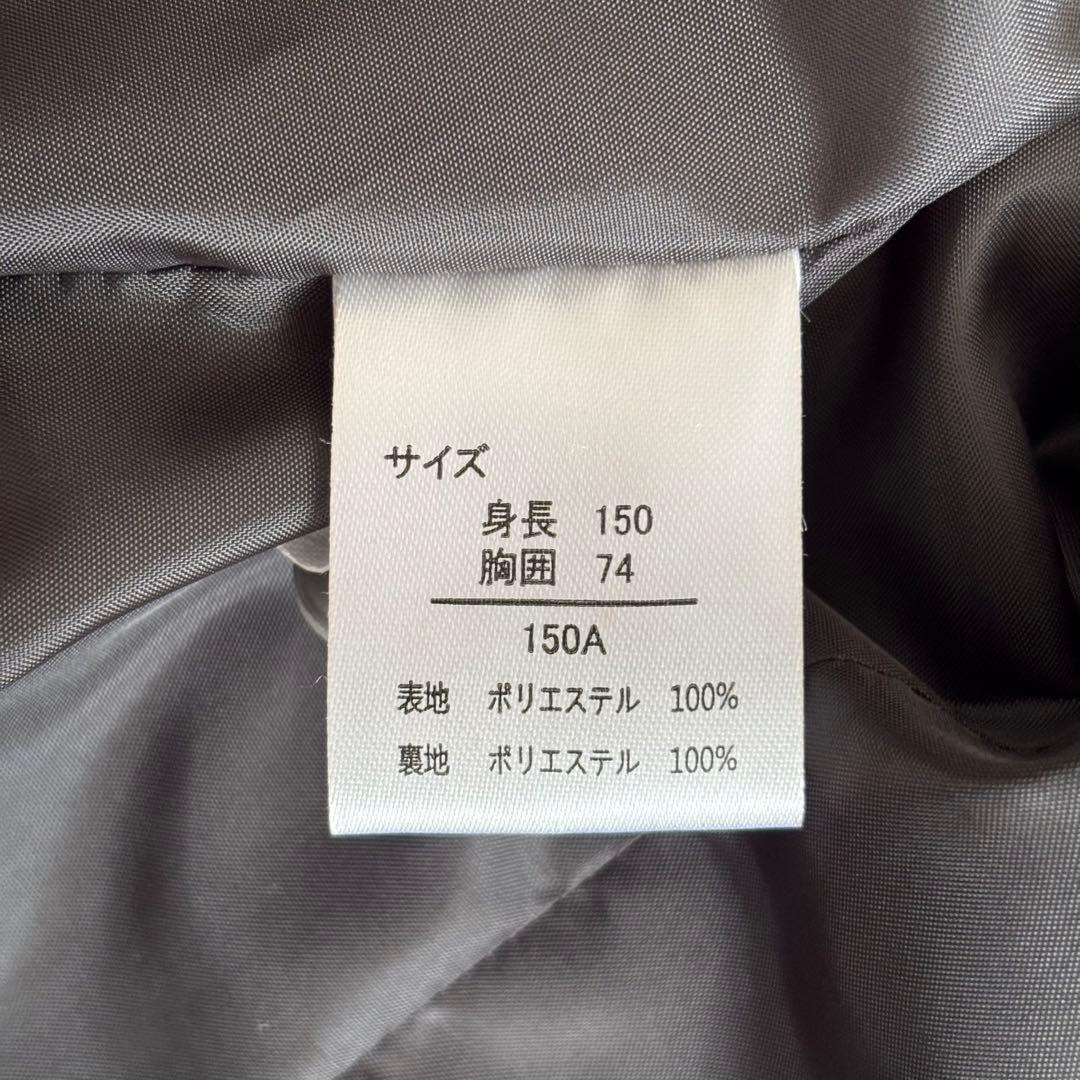 サイズ
身長 150
胸囲 74
150A
表地 ポリエステル 100%
裏地 ポリエステル 100%